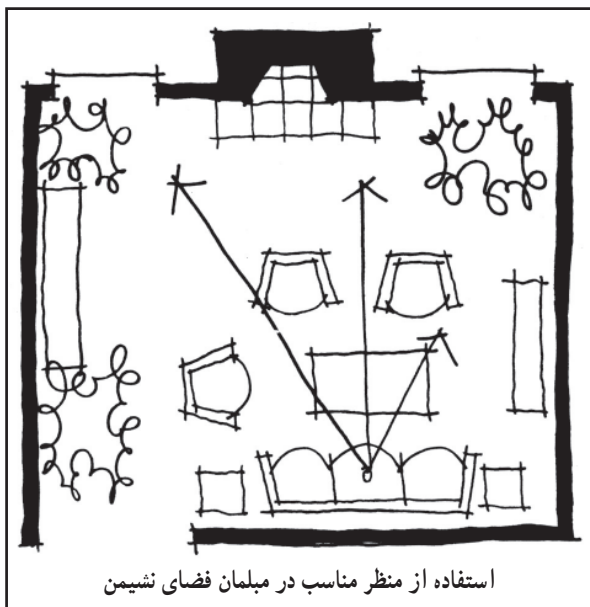 استفاده از منظر مناسب در مبلمان فضای نشیمن